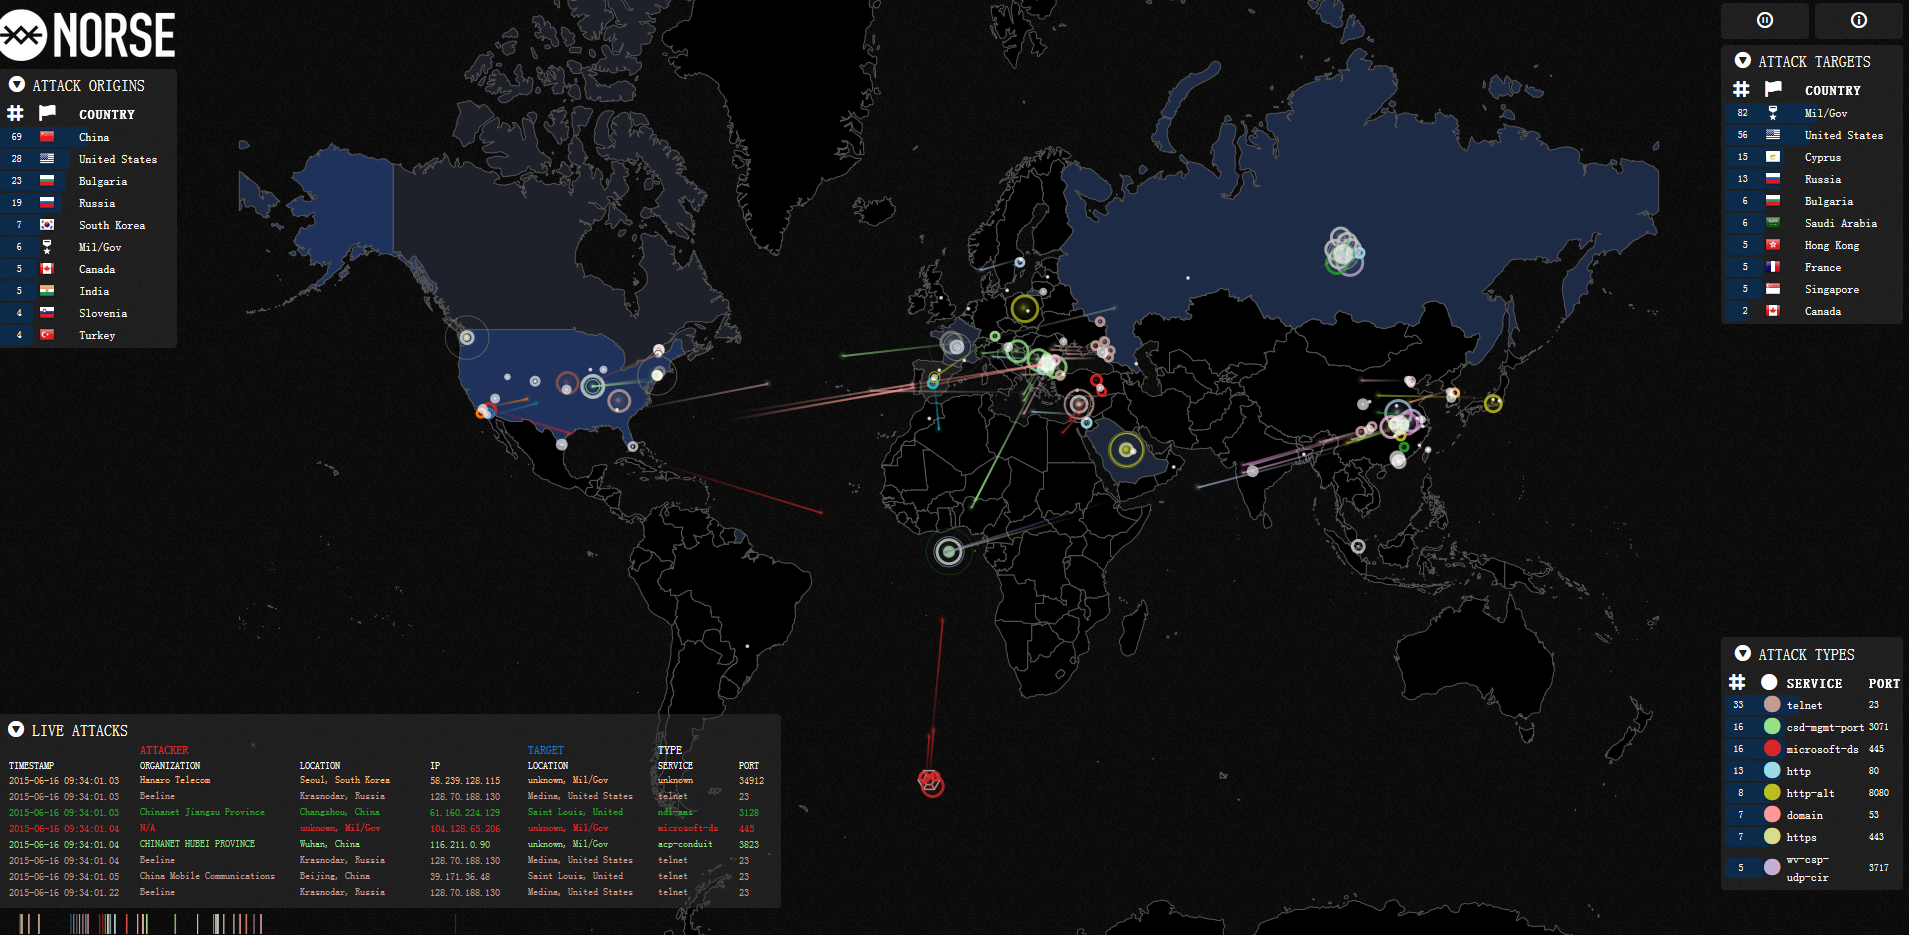 NORSE
ATTACK ORIGINS
# COUNTRY
69 China
28 United States
23 Bulgaria
19 Russia
7 South Korea
6 Mil/Gov
5 Canada
5 India
4 Slovenia
4 Turkey
ATTACK TARGETS
# COUNTRY
82 Mil/Gov
56 United States
15 Cyprus
13 Russia
6 Bulgaria
6 Saudi Arabia
5 Hong Kong
5 France
5 Singapore
2 Canada
ATTACK TYPES
# SERVICE PORT
33 telnet 23
16 csd-mgmt-port 3071
16 microsoft-ds 445
13 http 80
8 http-alt 8080
7 domain 53
7 https 443
5 wv-csp- 3717
udp-cir
LIVE ATTACKS
ATTACKER TARGET TYPE
TIMESTAMP ORGANIZATION LOCATION IP LOCATION SERVICE PORT
2015-06-16 09:34:01.03 Hanaro Telecom Seoul, South Korea 58.239.128.115 unknown, Mil/Gov unknown 34912
2015-06-16 09:34:01.03 Beeline Krasnodar, Russia 128.70.188.130 Medina, United States telnet 23
2015-06-16 09:34:01.03 Chinanet Jiangsu Province Changzhou, China 61.160.224.129 Saint Louis, United ndl-aas 3128
2015-06-16 09:34:01.04 N/A unknown, Mil/Gov 104.128.65.206 unknown, Mil/Gov microsoft-ds 445
2015-06-16 09:34:01.04 CHINANET HUBEI PROVINCE Wuhan, China 116.211.0.90 unknown, Mil/Gov acp-conduit 3823
2015-06-16 09:34:01.04 Beeline Krasnodar, Russia 128.70.188.130 Medina, United States telnet 23
2015-06-16 09:34:01.05 China Mobile Communications Beijing, China 39.171.36.48 Saint Louis, United telnet 23
2015-06-16 09:34:01.22 Beeline Krasnodar, Russia 128.70.188.130 Medina, United States telnet 23